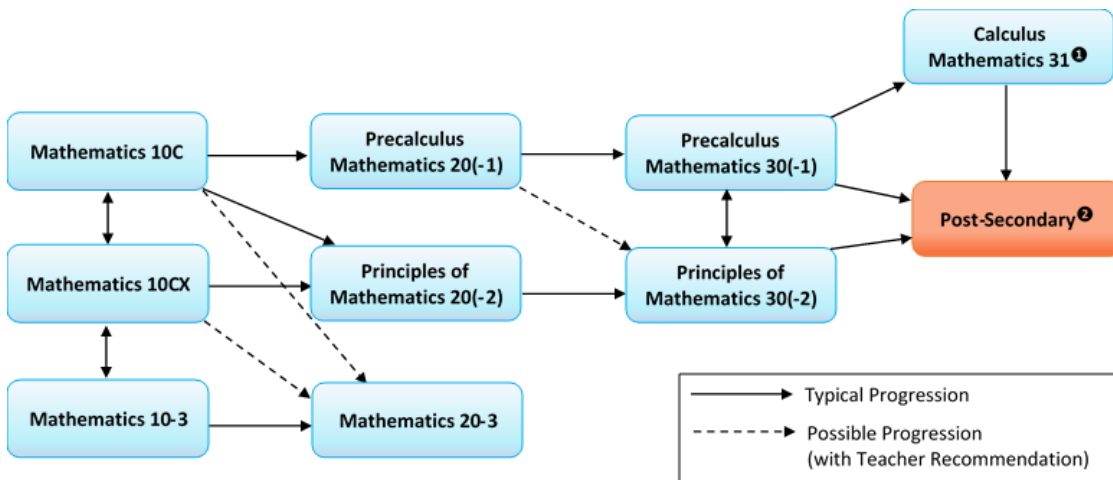 Calculus
Mathematics 31❶
Mathematics 10C
Precalculus
Mathematics 20(-1)
Precalculus
Mathematics 30(-1)
Post-Secondary❷
Mathematics 10CX
Principles of
Mathematics 20(-2)
Principles of
Mathematics 30(-2)
Mathematics 10-3
Mathematics 20-3
Typical Progression
Possible Progression
(with Teacher Recommendation)